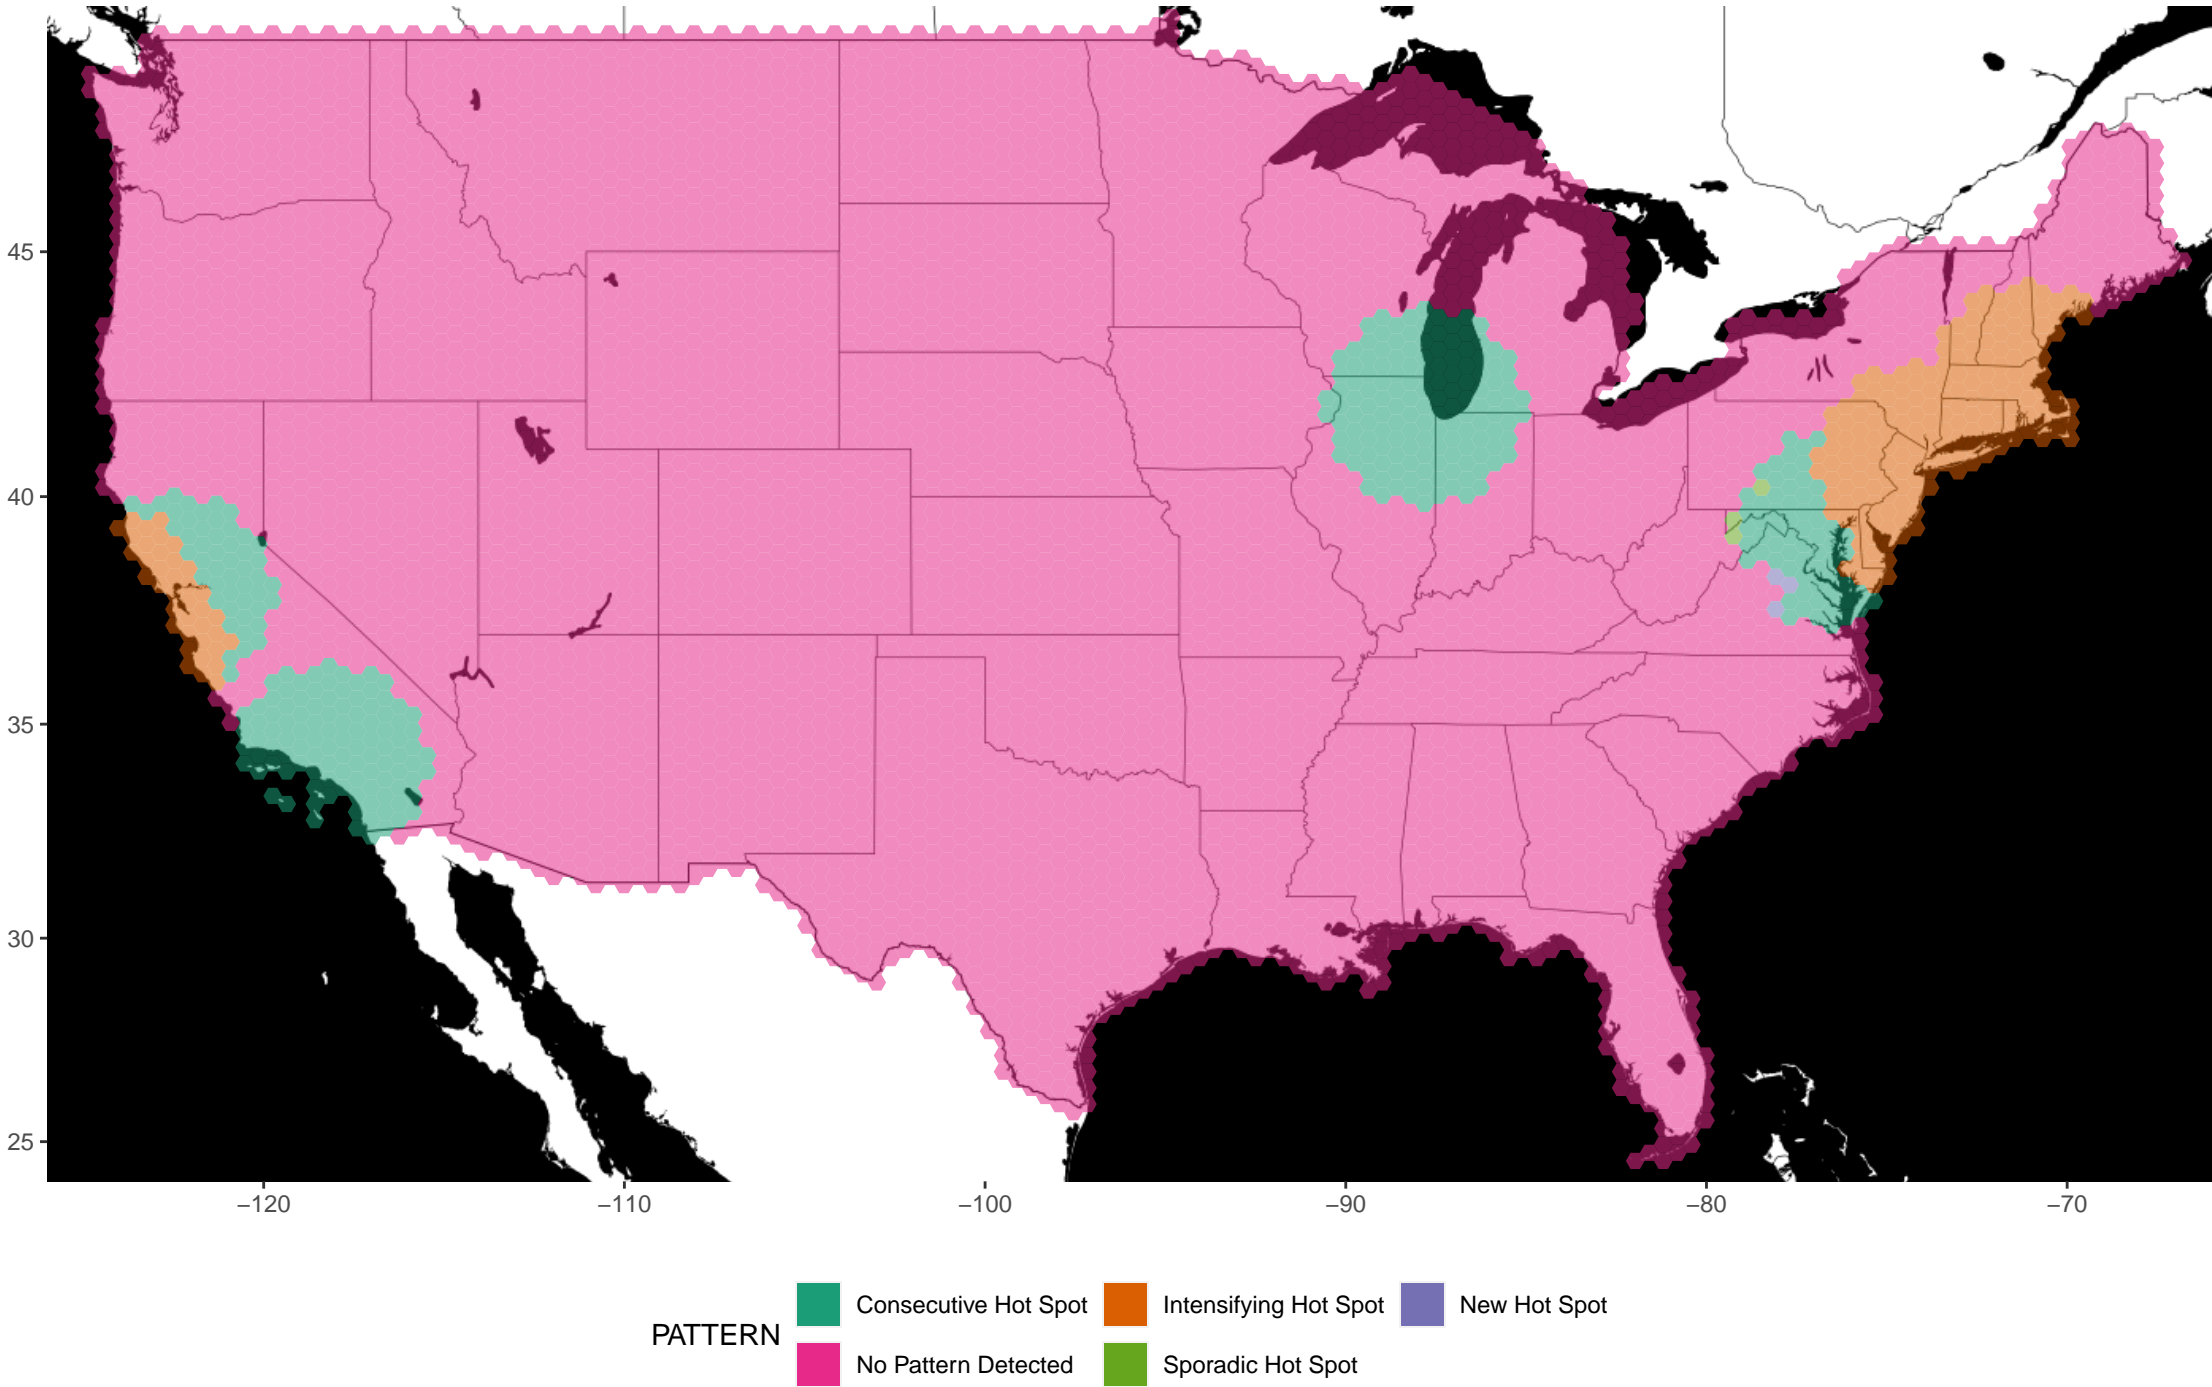 45
40
35
30
25
−120 −110 −100 −90 −80 −70
PATTERN
Consecutive Hot Spot Intensifying Hot Spot New Hot Spot
No Pattern Detected Sporadic Hot Spot